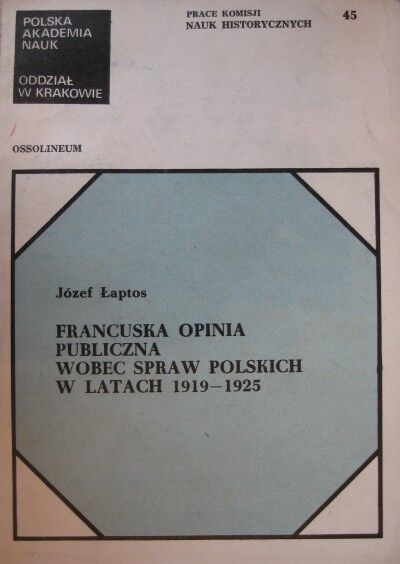 POLSKA
AKADEMIA
NAUK
ODDZIAŁ
W KRAKOWIE
PRACE KOMISJI
NAUK HISTORYCZNYCH
45
OSSOLINEUM
Józef Łaptos
FRANCUSKA OPINIA
PUBLICZNA
WOBEC SPRAW POLSKICH
W LATACH 1919–1925